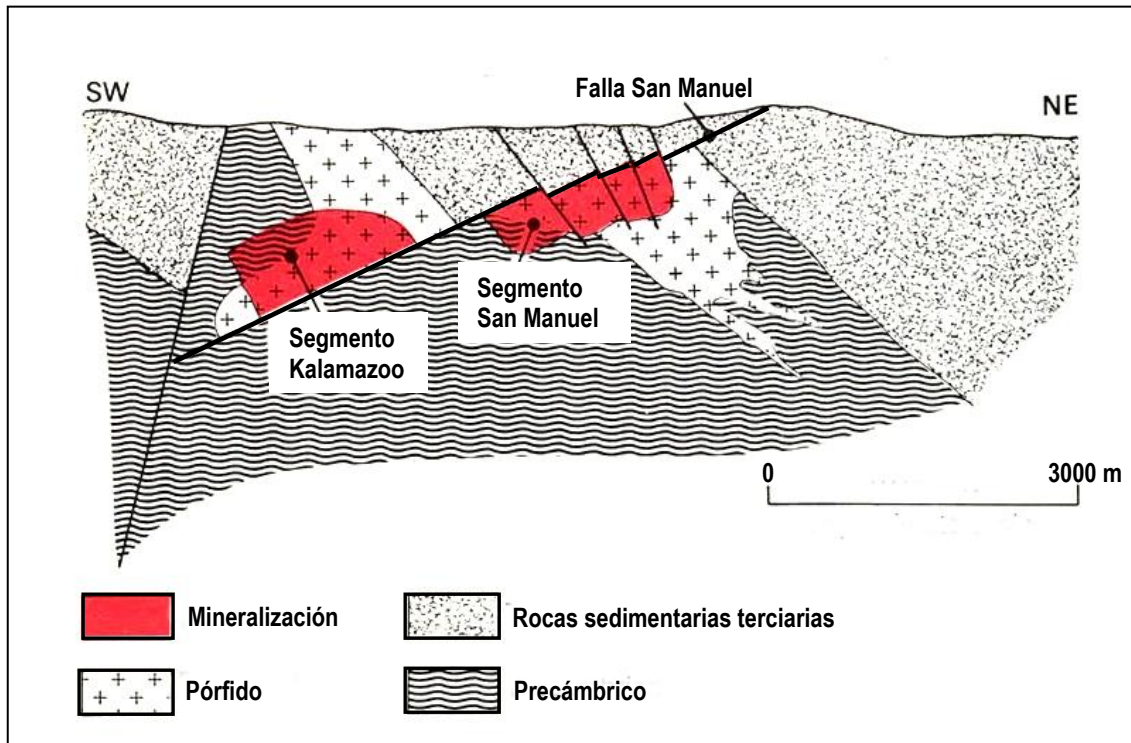 Falla San Manuel
SW
NE
Segmento
San Manuel
Segmento
Kalamazoo
0
3000 m
Mineralización
Rocas sedimentarias terciarias
Pórfido
Precámbrico